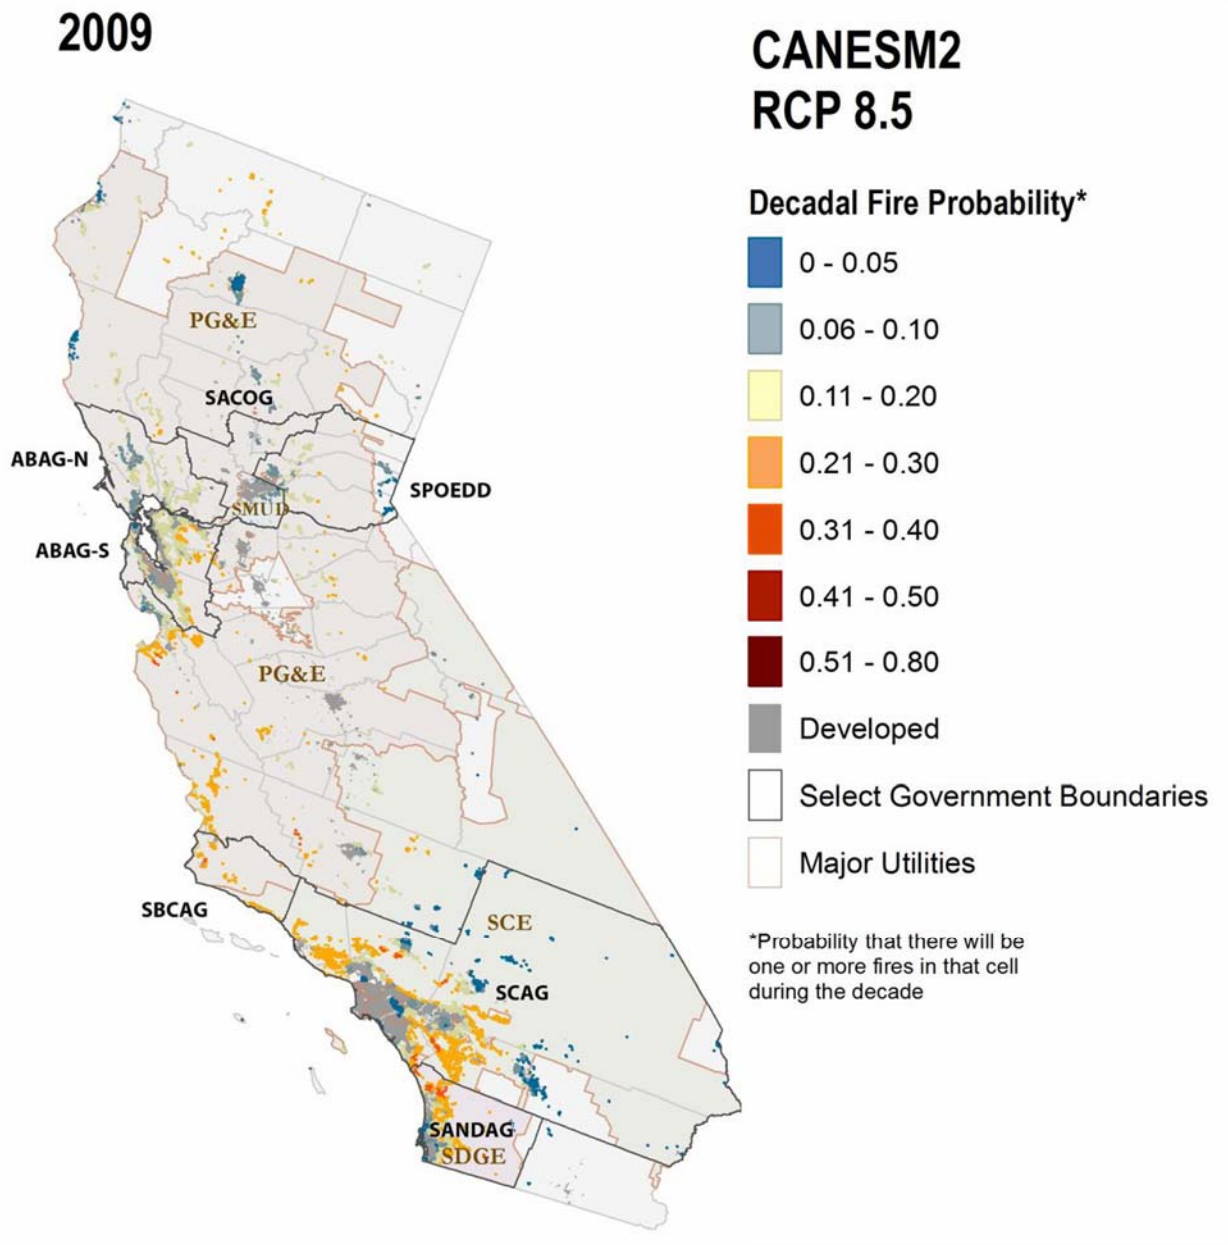 2009
CANESM2
RCP 8.5
Decadal Fire Probability*
0 - 0.05
0.06 - 0.10
0.11 - 0.20
0.21 - 0.30
0.31 - 0.40
0.41 - 0.50
0.51 - 0.80
Developed
Select Government Boundaries
Major Utilities
*Probability that there will be
one or more fires in that cell
during the decade
PG&E
SACOG
ABAG-N
SPOEDD
SMUD
ABAG-S
PG&E
SBCAG
SCE
SCAG
SANDAG
SDGE